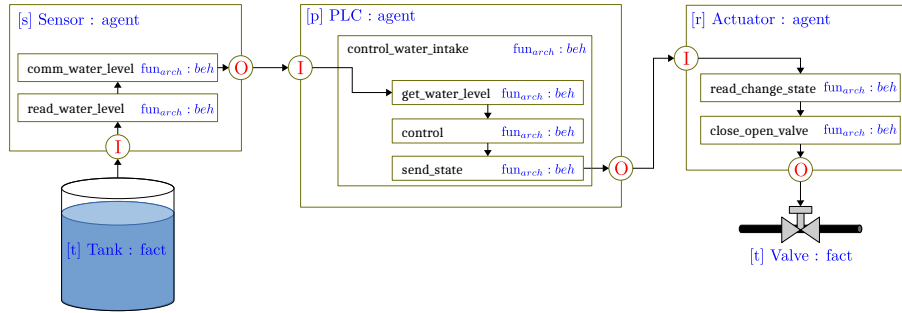 [s] Sensor : agent
comm_water_level fun_arch : beh
O
read_water_level fun_arch : beh
I
[t] Tank : fact
[p] PLC : agent
I
control_water_intake fun_arch : beh
get_water_level fun_arch : beh
control fun_arch : beh
send_state fun_arch : beh
O
[r] Actuator : agent
I
read_change_state fun_arch : beh
close_open_valve fun_arch : beh
O
[t] Valve : fact